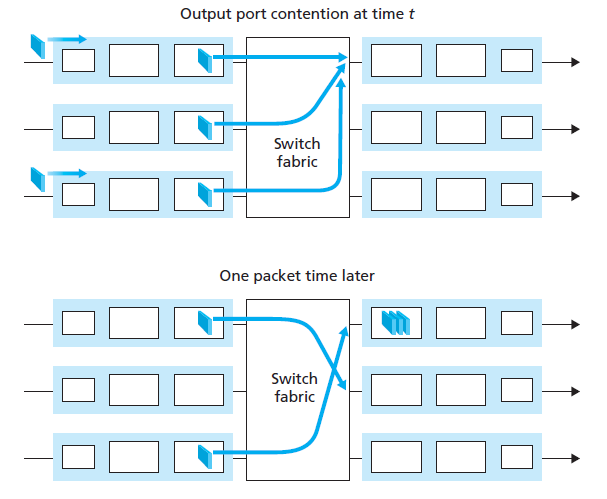 Output port contention at time t
Switch
fabric
One packet time later
Switch
fabric